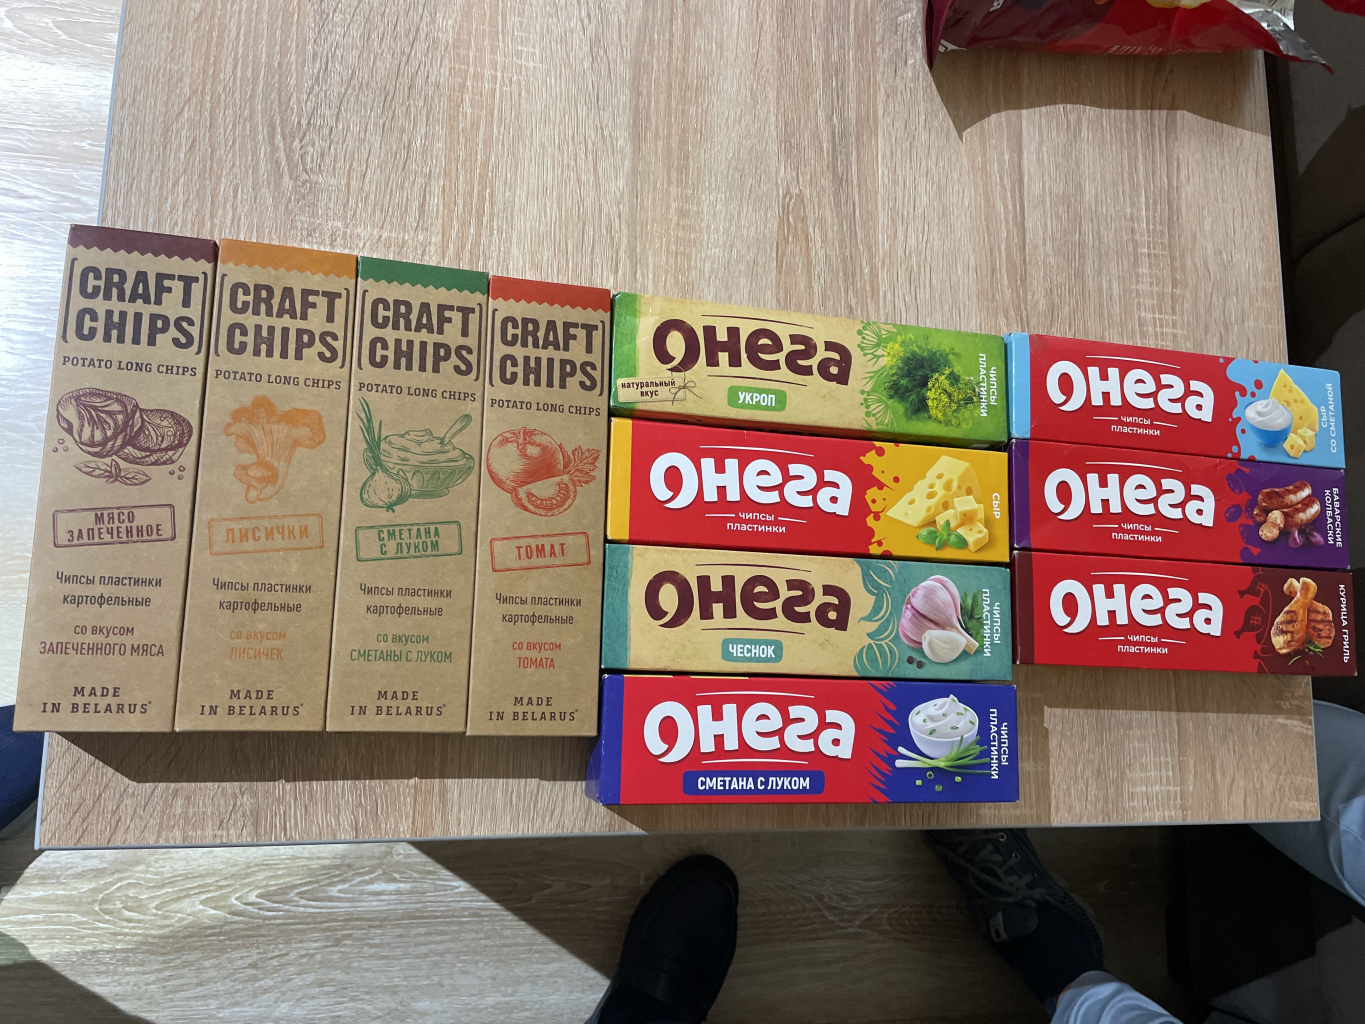 CRAFT
CHIPS
POTATO LONG CHIPS
МЯСО
ЗАПЕЧЕННОЕ
Чипсы пластинки
картофельные
со вкусом
ЗАПЕЧЕННОГО МЯСА
MADE
IN BELARUS*
CRAFT
CHIPS
POTATO LONG CHIPS
ЛИСИЧКИ
Чипсы пластинки
картофельные
со вкусом
ЛИСИЧЕК
MADE
IN BELARUS*
CRAFT
CHIPS
POTATO LONG CHIPS
СМЕТАНА
С ЛУКОМ
Чипсы пластинки
картофельные
со вкусом
СМЕТАНЫ С ЛУКОМ
MADE
IN BELARUS*
CRAFT
CHIPS
POTATO LONG CHIPS
ТОМАТ
Чипсы пластинки
картофельные
со вкусом
ТОМАТА
MADE
IN BELARUS*
Онега
натуральный
вкус
УКРОП
ЧИПСЫ
ПЛАСТИНКИ
Онега
чипсы
пластинки
СЫР
Онега
ЧЕСНОК
ЧИПСЫ
ПЛАСТИНКИ
Онега
СМЕТАНА С ЛУКОМ
ЧИПСЫ
ПЛАСТИНКИ
Онега
чипсы
пластинки
СЫР
СО СМЕТАНОЙ
Онега
чипсы
пластинки
БАВАРСКИЕ
КОЛБАСКИ
Онега
чипсы
пластинки
КУРИЦА ГРИЛЬ